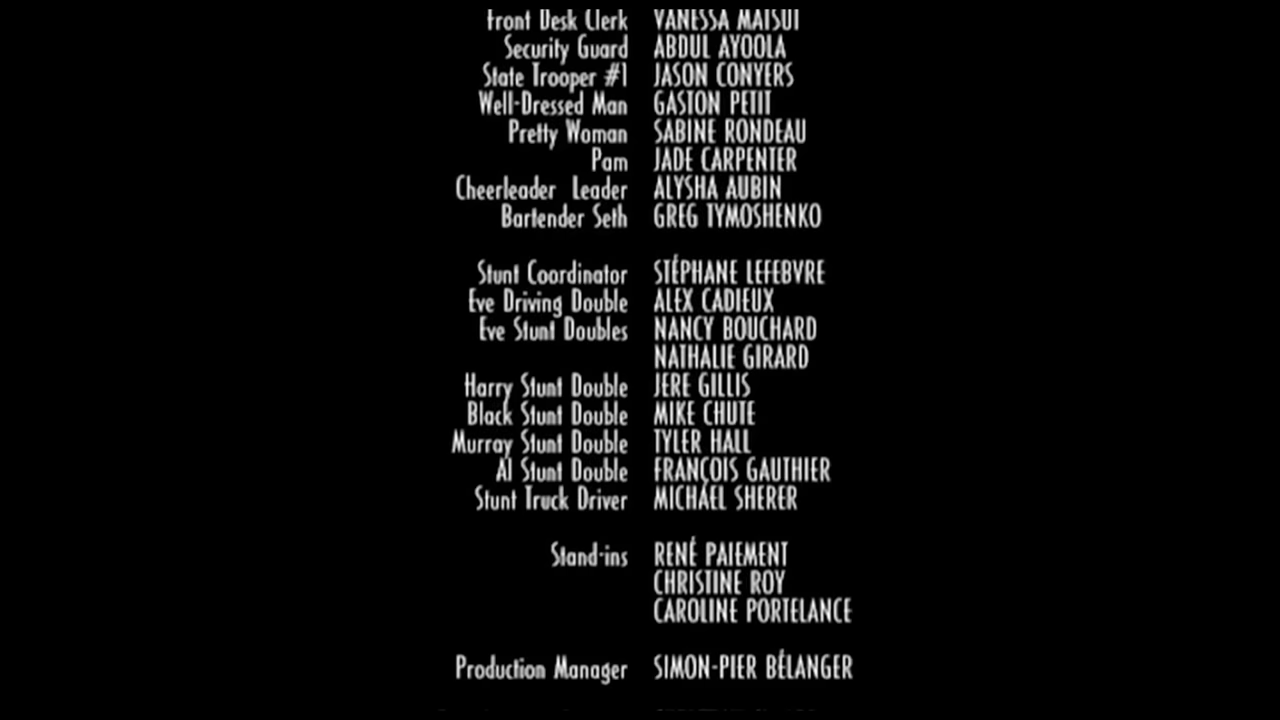 Front Desk Clerk VANESSA MATSUI
Security Guard ABDUL AYOOLA
State Trooper #1 JASON CONYERS
Well-Dressed Man GASTON PETIT
Pretty Woman SABINE RONDEAU
Pam JADE CARPENTER
Cheerleader Leader ALYSHA AUBIN
Bartender Seth GREG TYMOSHENKO
Stunt Coordinator STÉPHANE LEFEBVRE
Eve Driving Double ALEX CADIEUX
Eve Stunt Doubles NANCY BOUCHARD
NATHALIE GIRARD
Harry Stunt Double JERE GILLIS
Black Stunt Double MIKE CHUTE
Murray Stunt Double TYLER HALL
Al Stunt Double FRANÇOIS GAUTHIER
Stunt Truck Driver MICHAEL SHERER
Stand-ins RENÉ PAIEMENT
CHRISTINE ROY
CAROLINE PORTELANCE
Production Manager SIMON-PIER BÉLANGER